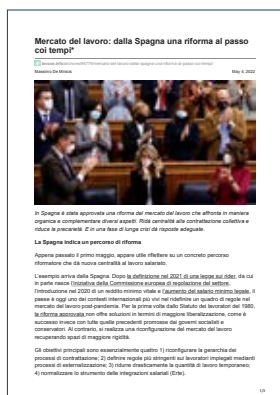 Mercato del lavoro: dalla Spagna una riforma al passo
coi tempi*
Massimo De Minicis
May 4, 2022
In Spagna è stata approvata una riforma del mercato del lavoro che affronta in maniera
organica e complementare diversi aspetti. Ridà centralità alla contrattazione collettiva e
riduce la precarietà. E in una fase di lunga crisi dà risposte adeguate.
La Spagna indica un percorso di riforma
Appena passato il primo maggio, appare utile riflettere su un concreto percorso
riformatore che dà nuova centralità al lavoro salariato.
L'esempio arriva dalla Spagna. Dopo la definizione nel 2021 di una legge sui rider, da cui
in parte nasce l'iniziativa della Commissione europea di regolazione del settore,
l'introduzione nel 2020 di un reddito minimo vitale e l'aumento del salario minimo legale, il
paese è oggi uno dei contesti internazionali più vivi nel ridefinire un quadro di regole nel
mercato del lavoro post-pandemia. Per la prima volta dallo Statuto dei lavoratori del 1980,
la riforma approvata non offre soluzioni in termini di maggiore liberalizzazione, come è
successo invece con tutte quelle precedenti promosse dai governi socialisti e
conservatori. Al contrario, si realizza una riconfigurazione del mercato del lavoro
recuperando spazi di maggiore rigidità.
Gli obiettivi principali sono essenzialmente quattro 1) riconfigurare la gerarchia dei
processi di contrattazione; 2) definire regole più stringenti sui lavoratori impiegati mediante
processi di esternalizzazione; 3) ridurre drasticamente la quantità di lavoro temporaneo;
4) normalizzare lo strumento delle integrazioni salariali (Erte).
1/3